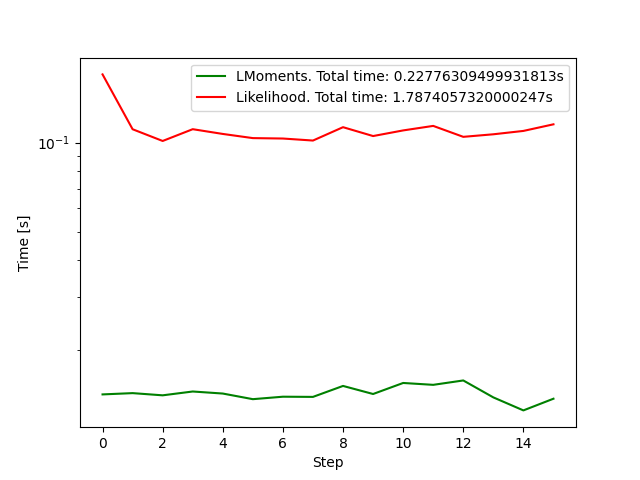 LMoments. Total time: 0.22776309499931813s
Likelihood. Total time: 1.7874057320000247s
10⁻¹
Time [s]
0 2 4 6 8 10 12 14
Step